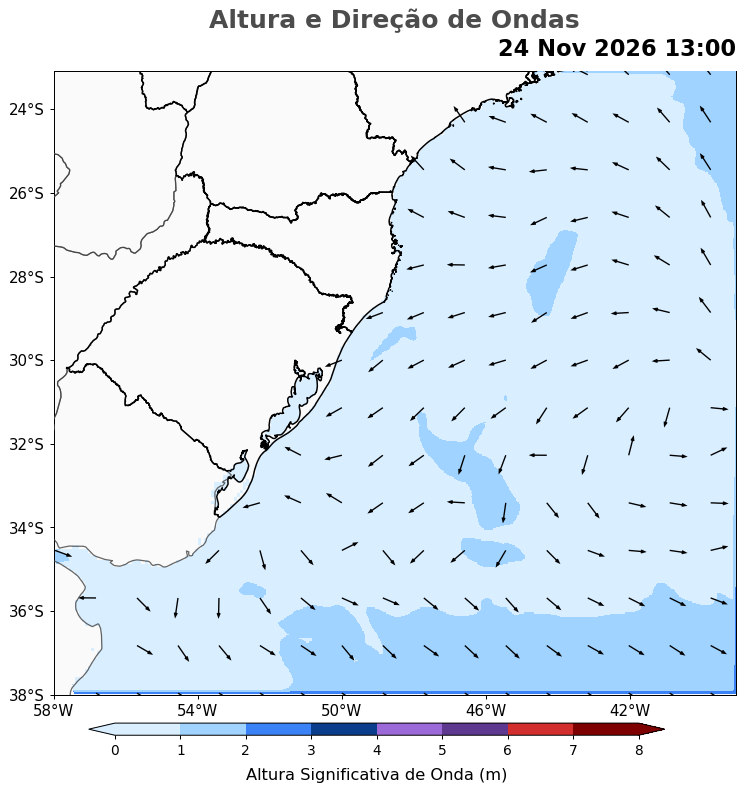 Altura e Direção de Ondas
24 Nov 2026 13:00
24°S
26°S
28°S
30°S
32°S
34°S
36°S
38°S
58°W 54°W 50°W 46°W 42°W
0 1 2 3 4 5 6 7 8
Altura Significativa de Onda (m)